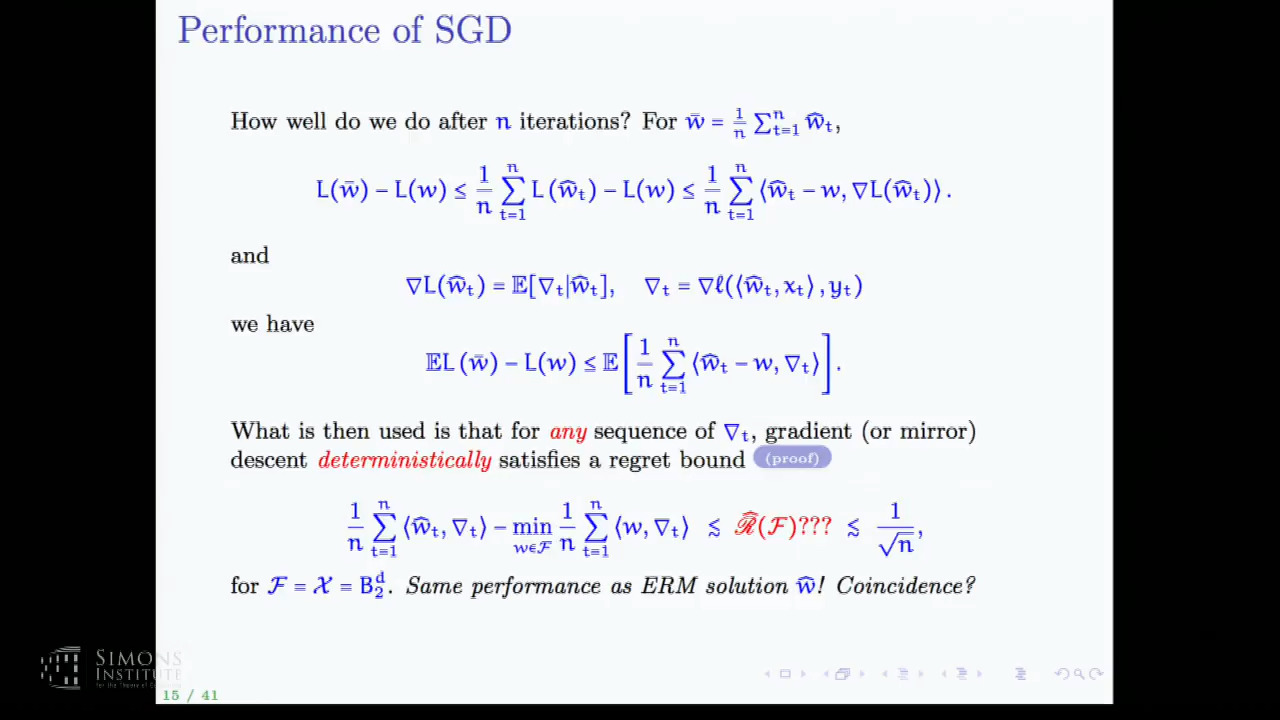 Performance of SGD
How well do we do after n iterations? For w̄ = 1/n ∑_{t=1}^{n} ŵ_t,
L(w̄) − L(w) ≤ 1/n ∑_{t=1}^{n} L(ŵ_t) − L(w) ≤ 1/n ∑_{t=1}^{n} ⟨ŵ_t − w, ∇L(ŵ_t)⟩.
and
∇L(ŵ_t) = 𝔼[∇_t|ŵ_t], ∇_t = ∇ℓ(⟨ŵ_t, x_t⟩, y_t)
we have
𝔼L(w̄) − L(w) ≤ 𝔼[1/n ∑_{t=1}^{n} ⟨ŵ_t − w, ∇_t⟩].
What is then used is that for any sequence of ∇_t, gradient (or mirror)
descent deterministically satisfies a regret bound (proof)
1/n ∑_{t=1}^{n} ⟨ŵ_t, ∇_t⟩ − min_{w∈ℱ} 1/n ∑_{t=1}^{n} ⟨w, ∇_t⟩ ≲ ℛ̂(ℱ)??? ≲ 1/√n,
for ℱ = 𝒳 = B_2^d. Same performance as ERM solution ŵ! Coincidence?
SIMONS
INSTITUTE
15 / 41